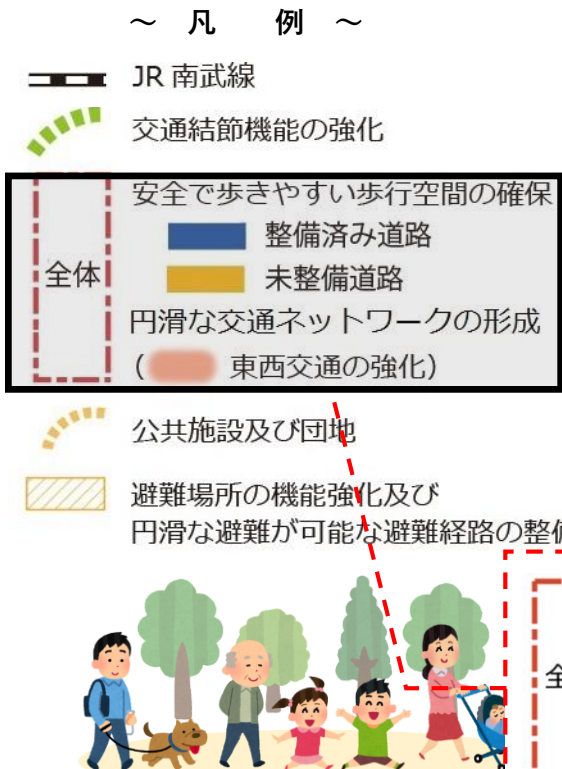 ～ 凡 例 ～
JR 南武線
交通結節機能の強化
安全で歩きやすい歩行空間の確保
整備済み道路
未整備道路
全体
円滑な交通ネットワークの形成
（ 東西交通の強化）
公共施設及び団地
避難場所の機能強化及び
円滑な避難が可能な避難経路の整
全